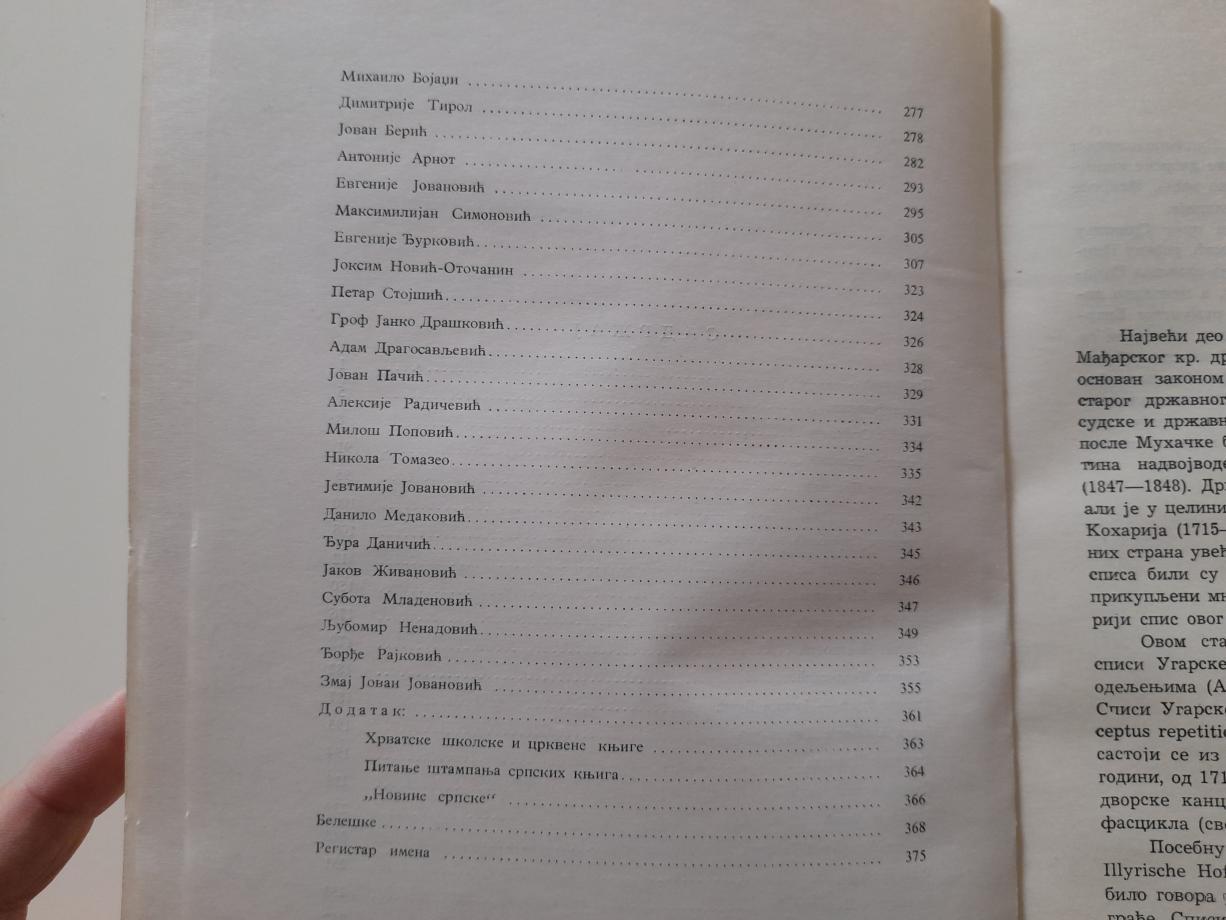 Михаило Бојаџи ........ 277
Димитрије Тирол ........ 278
Јован Берић ........ 282
Антоније Арнот ........ 293
Евгеније Јовановић ........ 295
Максимилијан Симоновић ........ 305
Евгеније Ђурковић ........ 307
Јоксим Новић-Оточанин ........ 323
Петар Стојшић ........ 324
Гроф Јанко Драшковић ........ 326
Адам Драгосављевић ........ 328
Јован Пачић ........ 329
Алексије Радичевић ........ 331
Милош Поповић ........ 334
Никола Томазео ........ 335
Јевтимије Јовановић ........ 342
Данило Медаковић ........ 343
Ђура Даничић ........ 345
Јаков Живановић ........ 346
Субота Младеновић ........ 347
Љубомир Ненадовић ........ 349
Ђорђе Рајковић ........ 353
Змај Јован Јовановић ........ 355
Додатак: ........ 361
Хрватске школске и црквене књиге ........ 363
Питање штампања српских књига ........ 364
„Новине српске“ ........ 366
Белешке ........ 368
Регистар имена ........ 375
Највећи део
Мађарског кр. др
основан законом
старог државног
судске и државн
после Мухачке б
тина надвојводе
(1847—1848). Др
али је у целини
Кохарија (1715–
них страна увећ
списа били су
прикупљени мн
рији спис овог
Овом ста
списи Угарске
одељењима (А
Списи Угарско
ceptus repetitio
састоји се из
години, од 171
дворске канц
фасцикла (све
Посебну
Illyrische Hof
било говора
грађе. Списи